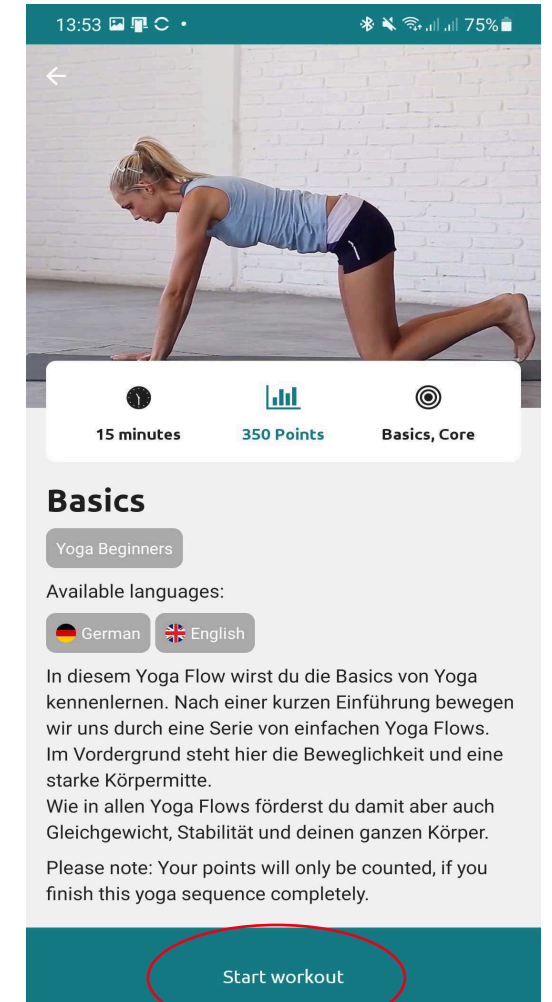 13:53
75%
15 minutes
350 Points
Basics, Core
Basics
Yoga Beginners
Available languages:
German
English
In diesem Yoga Flow wirst du die Basics von Yoga
kennenlernen. Nach einer kurzen Einführung bewegen
wir uns durch eine Serie von einfachen Yoga Flows.
Im Vordergrund steht hier die Beweglichkeit und eine
starke Körpermitte.
Wie in allen Yoga Flows förderst du damit aber auch
Gleichgewicht, Stabilität und deinen ganzen Körper.
Please note: Your points will only be counted, if you
finish this yoga sequence completely.
Start workout